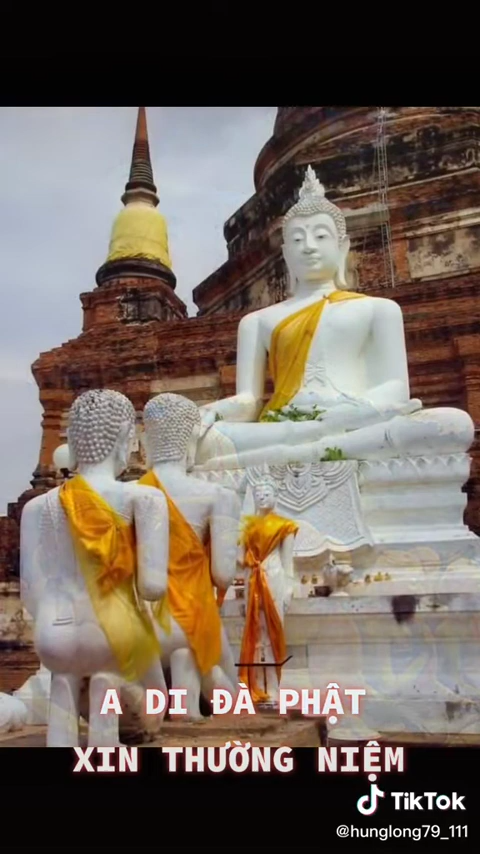 A DI ĐÀ PHẬT
XIN THƯỜNG NIỆM
TikTok
@hunglong79_111